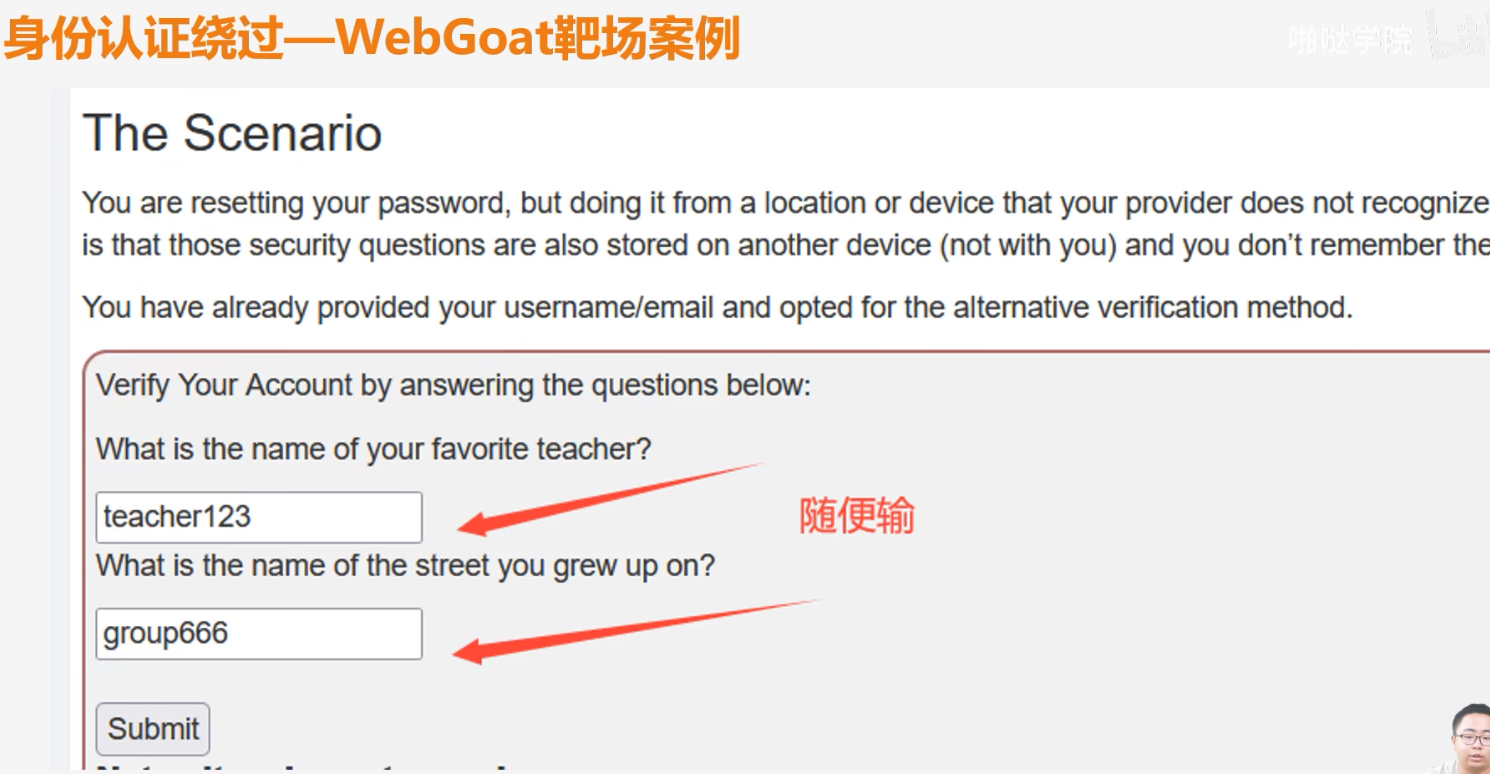 身份认证绕过—WebGoat靶场案例
啪哒学院
The Scenario
You are resetting your password, but doing it from a location or device that your provider does not recognize
is that those security questions are also stored on another device (not with you) and you don’t remember the
You have already provided your username/email and opted for the alternative verification method.
Verify Your Account by answering the questions below:
What is the name of your favorite teacher?
teacher123
随便输
What is the name of the street you grew up on?
group666
Submit